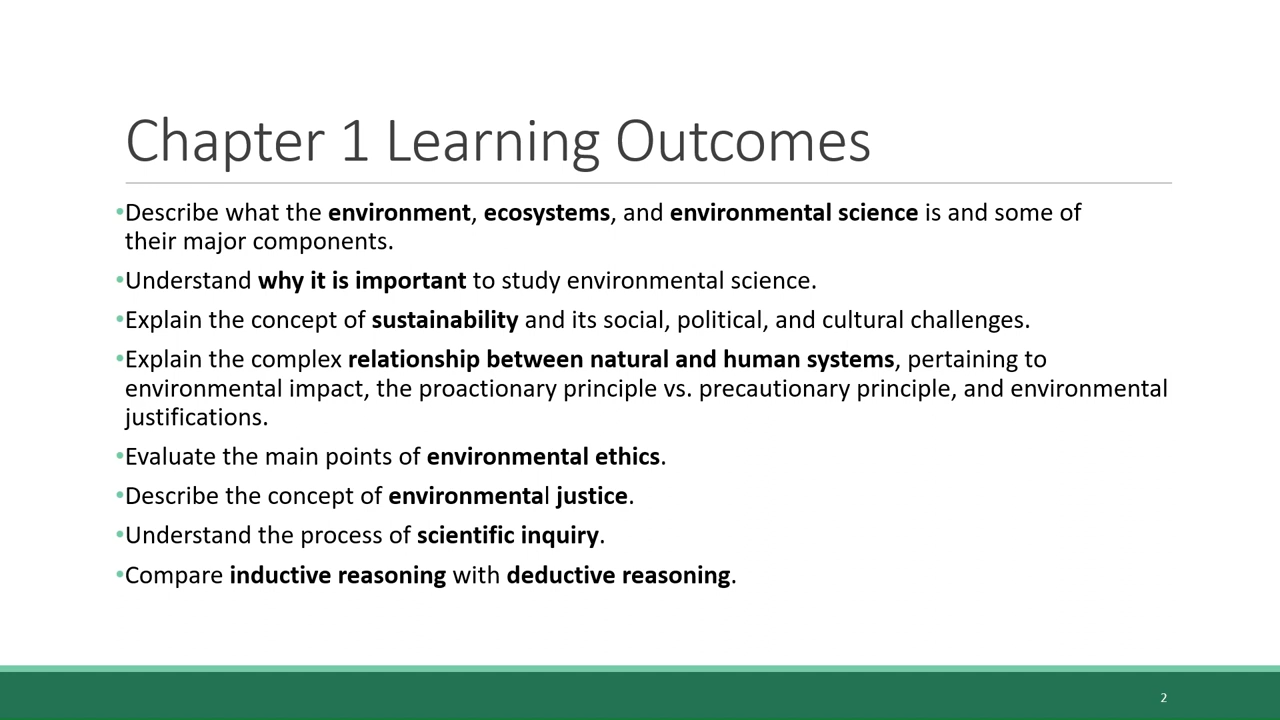 Chapter 1 Learning Outcomes
•Describe what the environment, ecosystems, and environmental science is and some of
their major components.
•Understand why it is important to study environmental science.
•Explain the concept of sustainability and its social, political, and cultural challenges.
•Explain the complex relationship between natural and human systems, pertaining to
environmental impact, the proactionary principle vs. precautionary principle, and environmental
justifications.
•Evaluate the main points of environmental ethics.
•Describe the concept of environmental justice.
•Understand the process of scientific inquiry.
•Compare inductive reasoning with deductive reasoning.
2